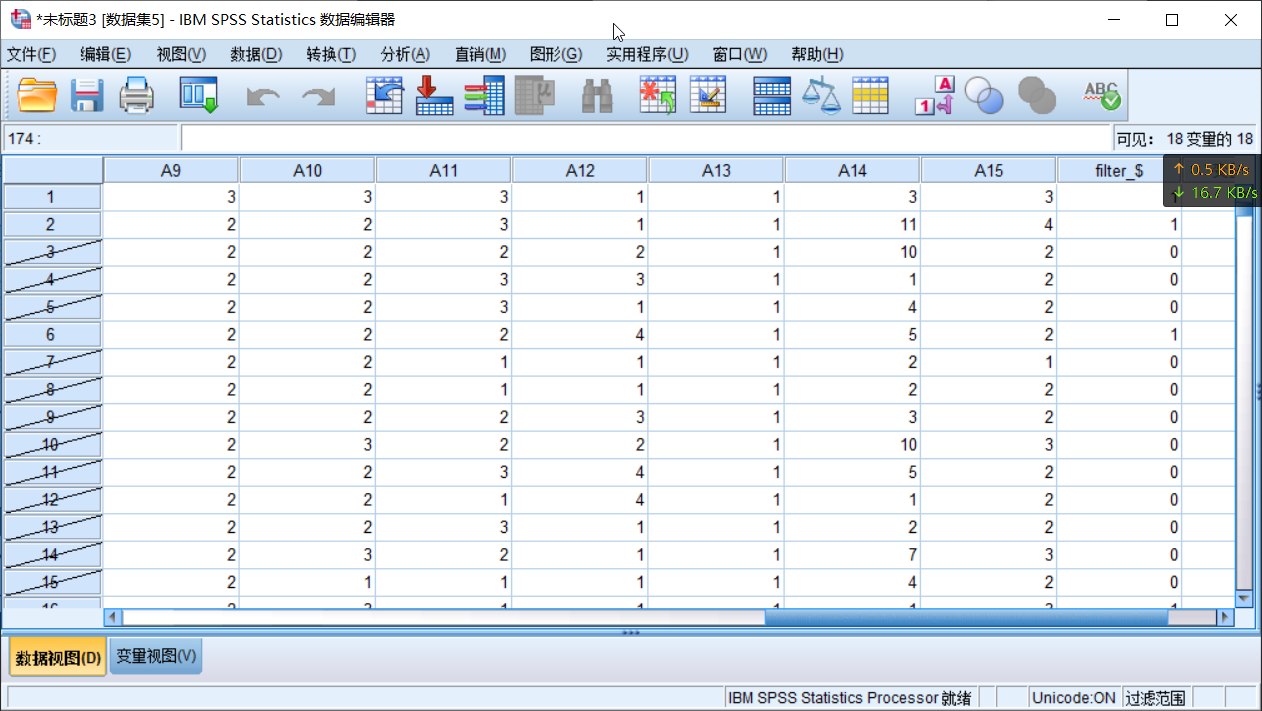 *未标题3 [数据集5] - IBM SPSS Statistics 数据编辑器
文件(F) 编辑(E) 视图(V) 数据(D) 转换(T) 分析(A) 直销(M) 图形(G) 实用程序(U) 窗口(W) 帮助(H)
1 A ABC
174 : 可见: 18 变量的 18
A9 A10 A11 A12 A13 A14 A15 filter_$
↑ 0.5 KB/s
↓ 16.7 KB/s
1 3 3 3 1 1 3 3
2 2 2 3 1 1 11 4 1
3 2 2 2 2 1 10 2 0
4 2 2 3 3 1 1 2 0
5 2 2 3 1 1 4 2 0
6 2 2 2 4 1 5 2 1
7 2 2 1 1 1 2 1 0
8 2 2 1 1 1 2 2 0
9 2 2 2 3 1 3 2 0
10 2 3 2 2 1 10 3 0
11 2 2 3 4 1 5 2 0
12 2 2 1 4 1 1 2 0
13 2 2 3 1 1 2 2 0
14 2 3 2 1 1 7 3 0
15 2 1 1 1 1 4 2 0
数据视图(D) 变量视图(V)
IBM SPSS Statistics Processor 就绪 Unicode:ON 过滤范围